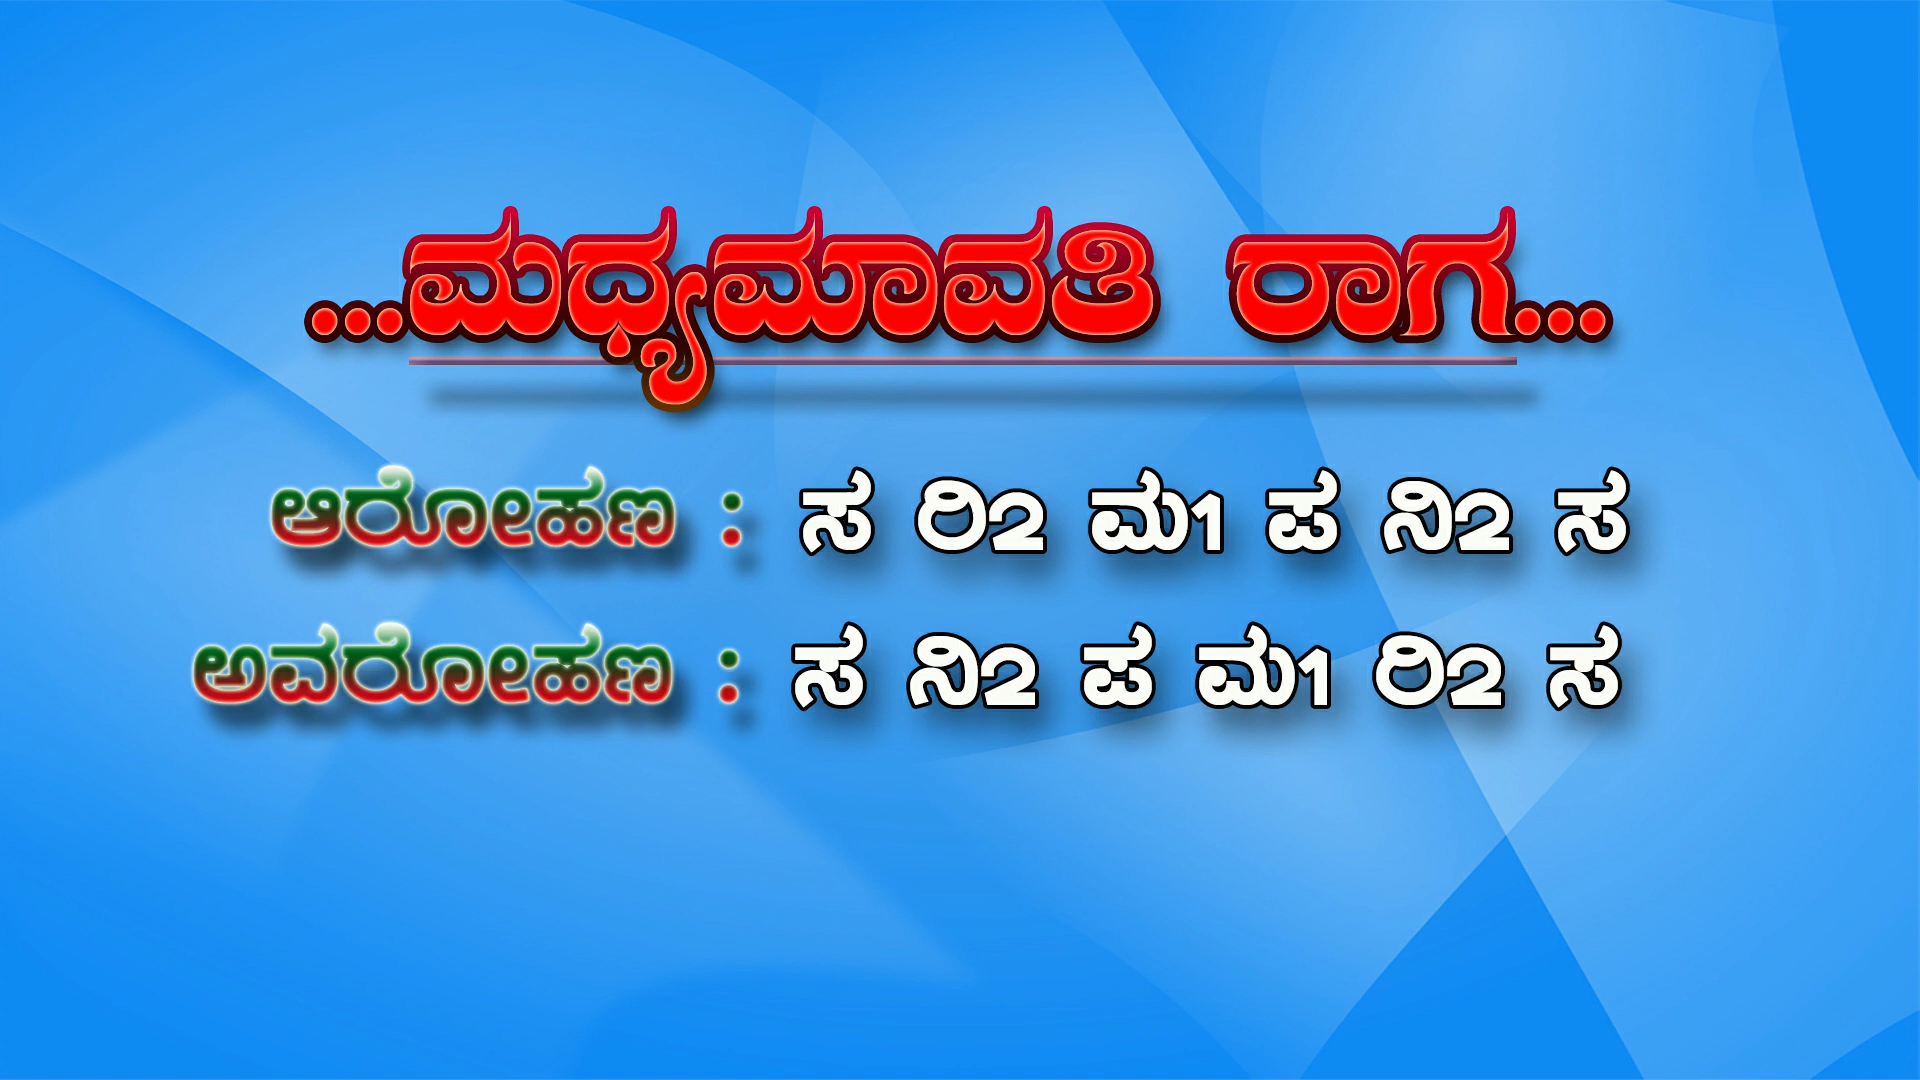 ...ಮಧ್ಯಮಾವತಿ ರಾಗ...
ಆರೋಹಣ : ಸ ರಿ2 ಮ1 ಪ ನಿ2 ಸ
ಅವರೋಹಣ : ಸ ನಿ2 ಪ ಮ1 ರಿ2 ಸ